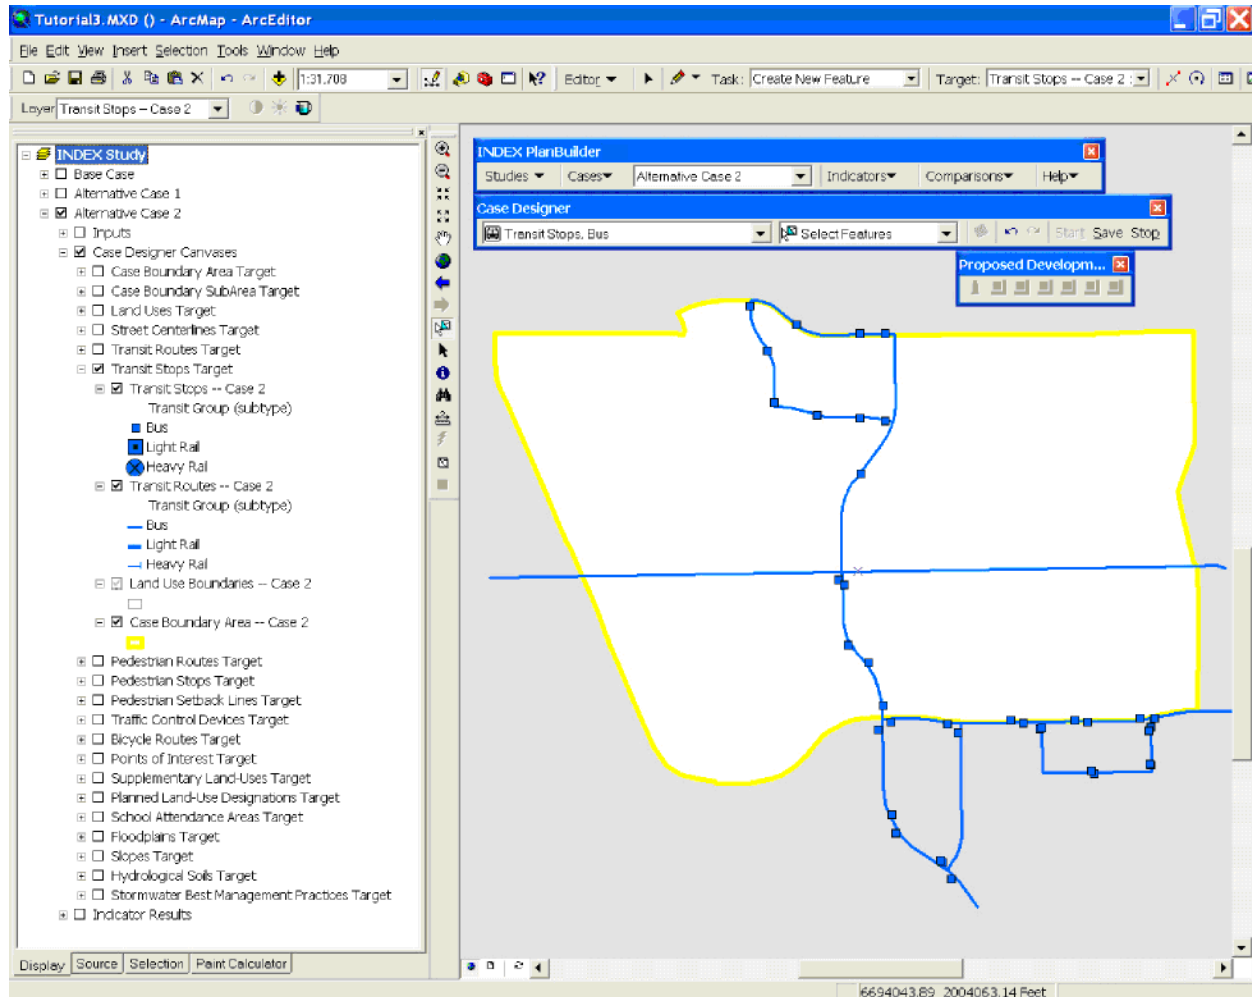 Tutorial3.MXD () - ArcMap - ArcEditor
File Edit View Insert Selection Tools Window Help
1:31,708 Editor Task: Create New Feature Target: Transit Stops -- Case 2 :
Layer Transit Stops – Case 2
INDEX Study
Base Case
Alternative Case 1
Alternative Case 2
Inputs
Case Designer Canvases
Case Boundary Area Target
Case Boundary SubArea Target
Land Uses Target
Street Centerlines Target
Transit Routes Target
Transit Stops Target
Transit Stops -- Case 2
Transit Group (subtype)
Bus
Light Rail
Heavy Rail
Transit Routes -- Case 2
Transit Group (subtype)
Bus
Light Rail
Heavy Rail
Land Use Boundaries -- Case 2
Case Boundary Area -- Case 2
Pedestrian Routes Target
Pedestrian Stops Target
Pedestrian Setback Lines Target
Traffic Control Devices Target
Bicycle Routes Target
Points of Interest Target
Supplementary Land-Uses Target
Planned Land-Use Designations Target
School Attendance Areas Target
Floodplains Target
Slopes Target
Hydrological Soils Target
Stormwater Best Management Practices Target
Indicator Results
Display Source Selection Paint Calculator
INDEX PlanBuilder
Studies Cases Alternative Case 2 Indicators Comparisons Help
Case Designer
Transit Stops, Bus Select Features Start Save Stop
Proposed Developm...
6694043.89 2004063.14 Feet